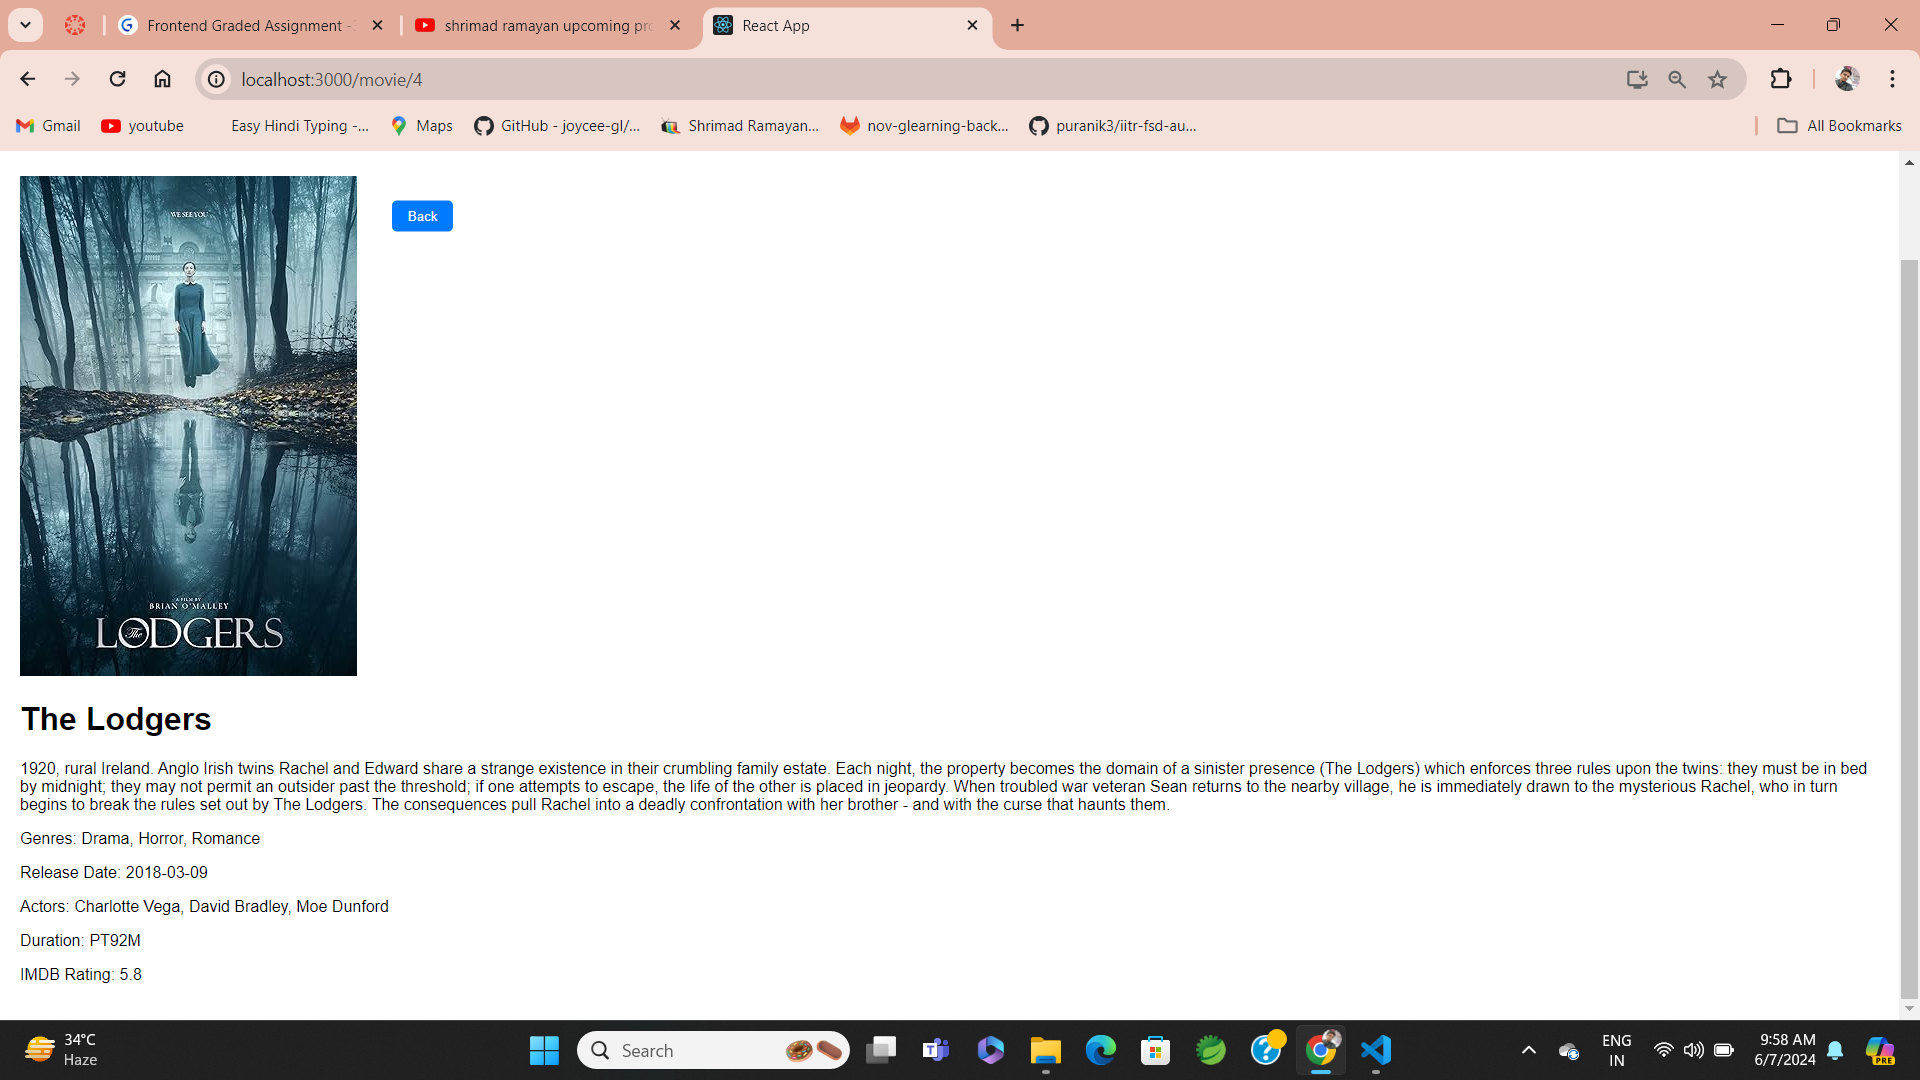 Frontend Graded Assignment -
shrimad ramayan upcoming pro
React App
localhost:3000/movie/4
Gmail
youtube
Easy Hindi Typing -...
Maps
GitHub - joycee-gl/...
Shrimad Ramayan...
nov-glearning-back...
puranik3/iitr-fsd-au...
All Bookmarks
WE SEE YOU
Back
A FILM BY
BRIAN O'MALLEY
The LODGERS
The Lodgers
1920, rural Ireland. Anglo Irish twins Rachel and Edward share a strange existence in their crumbling family estate. Each night, the property becomes the domain of a sinister presence (The Lodgers) which enforces three rules upon the twins: they must be in bed
by midnight; they may not permit an outsider past the threshold; if one attempts to escape, the life of the other is placed in jeopardy. When troubled war veteran Sean returns to the nearby village, he is immediately drawn to the mysterious Rachel, who in turn
begins to break the rules set out by The Lodgers. The consequences pull Rachel into a deadly confrontation with her brother - and with the curse that haunts them.
Genres: Drama, Horror, Romance
Release Date: 2018-03-09
Actors: Charlotte Vega, David Bradley, Moe Dunford
Duration: PT92M
IMDB Rating: 5.8
34°C
Haze
Search
ENG
IN
9:58 AM
6/7/2024
PRE